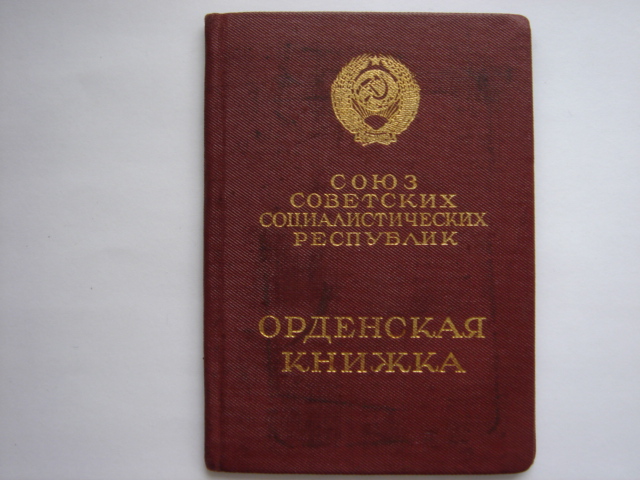 СОЮЗ
СОВЕТСКИХ
СОЦИАЛИСТИЧЕСКИХ
РЕСПУБЛИК
ОРДЕНСКАЯ
КНИЖКА